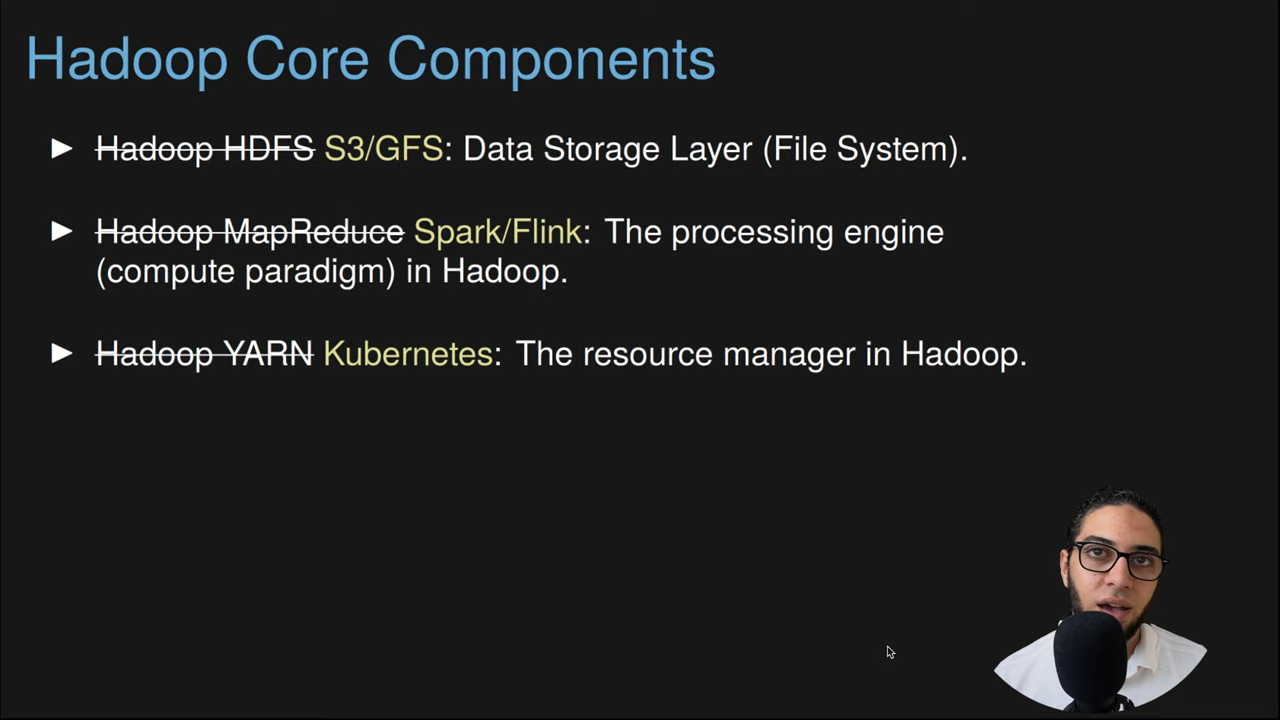 Hadoop Core Components
► Hadoop HDFS S3/GFS: Data Storage Layer (File System).
► Hadoop MapReduce Spark/Flink: The processing engine
(compute paradigm) in Hadoop.
► Hadoop YARN Kubernetes: The resource manager in Hadoop.